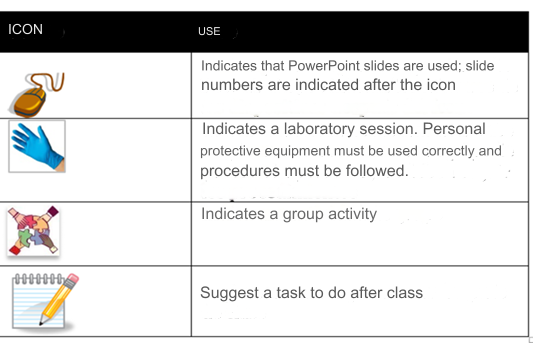 ICON
USE
Indicates that PowerPoint slides are used; slide
numbers are indicated after the icon
Indicates a laboratory session. Personal
protective equipment must be used correctly and
procedures must be followed.
Indicates a group activity
Suggest a task to do after class